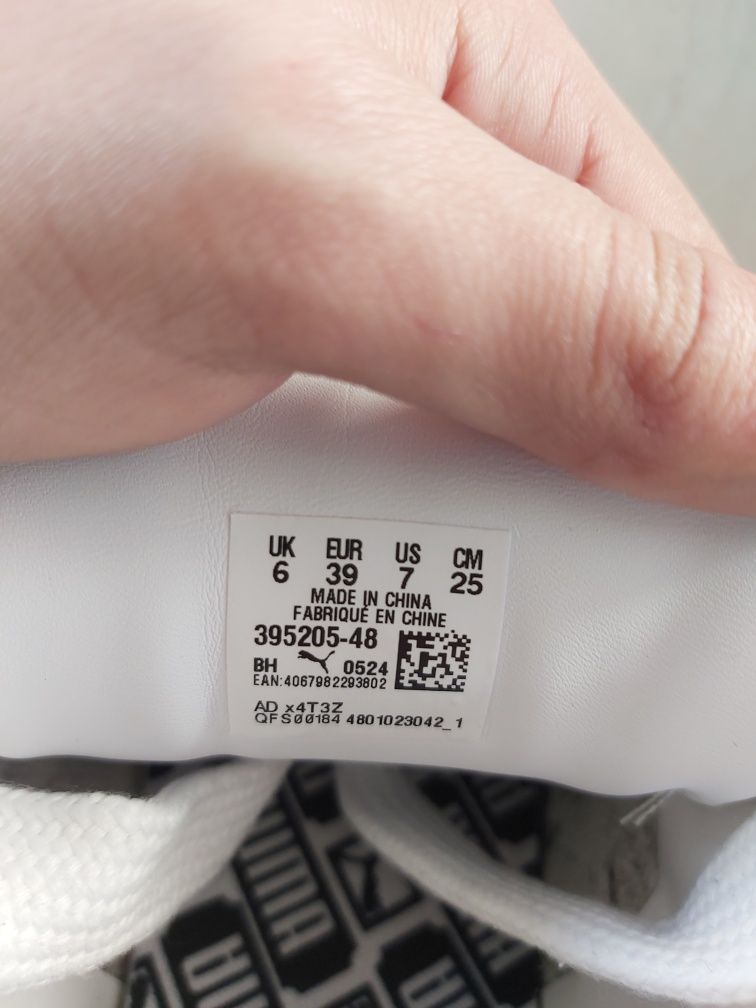 UK EUR US CM
6 39 7 25
MADE IN CHINA
FABRIQUÉ EN CHINE
395205-48
BH 0524
EAN:4067982293802
AD x4T3Z
QFS00184 4801023042_1
PUMA